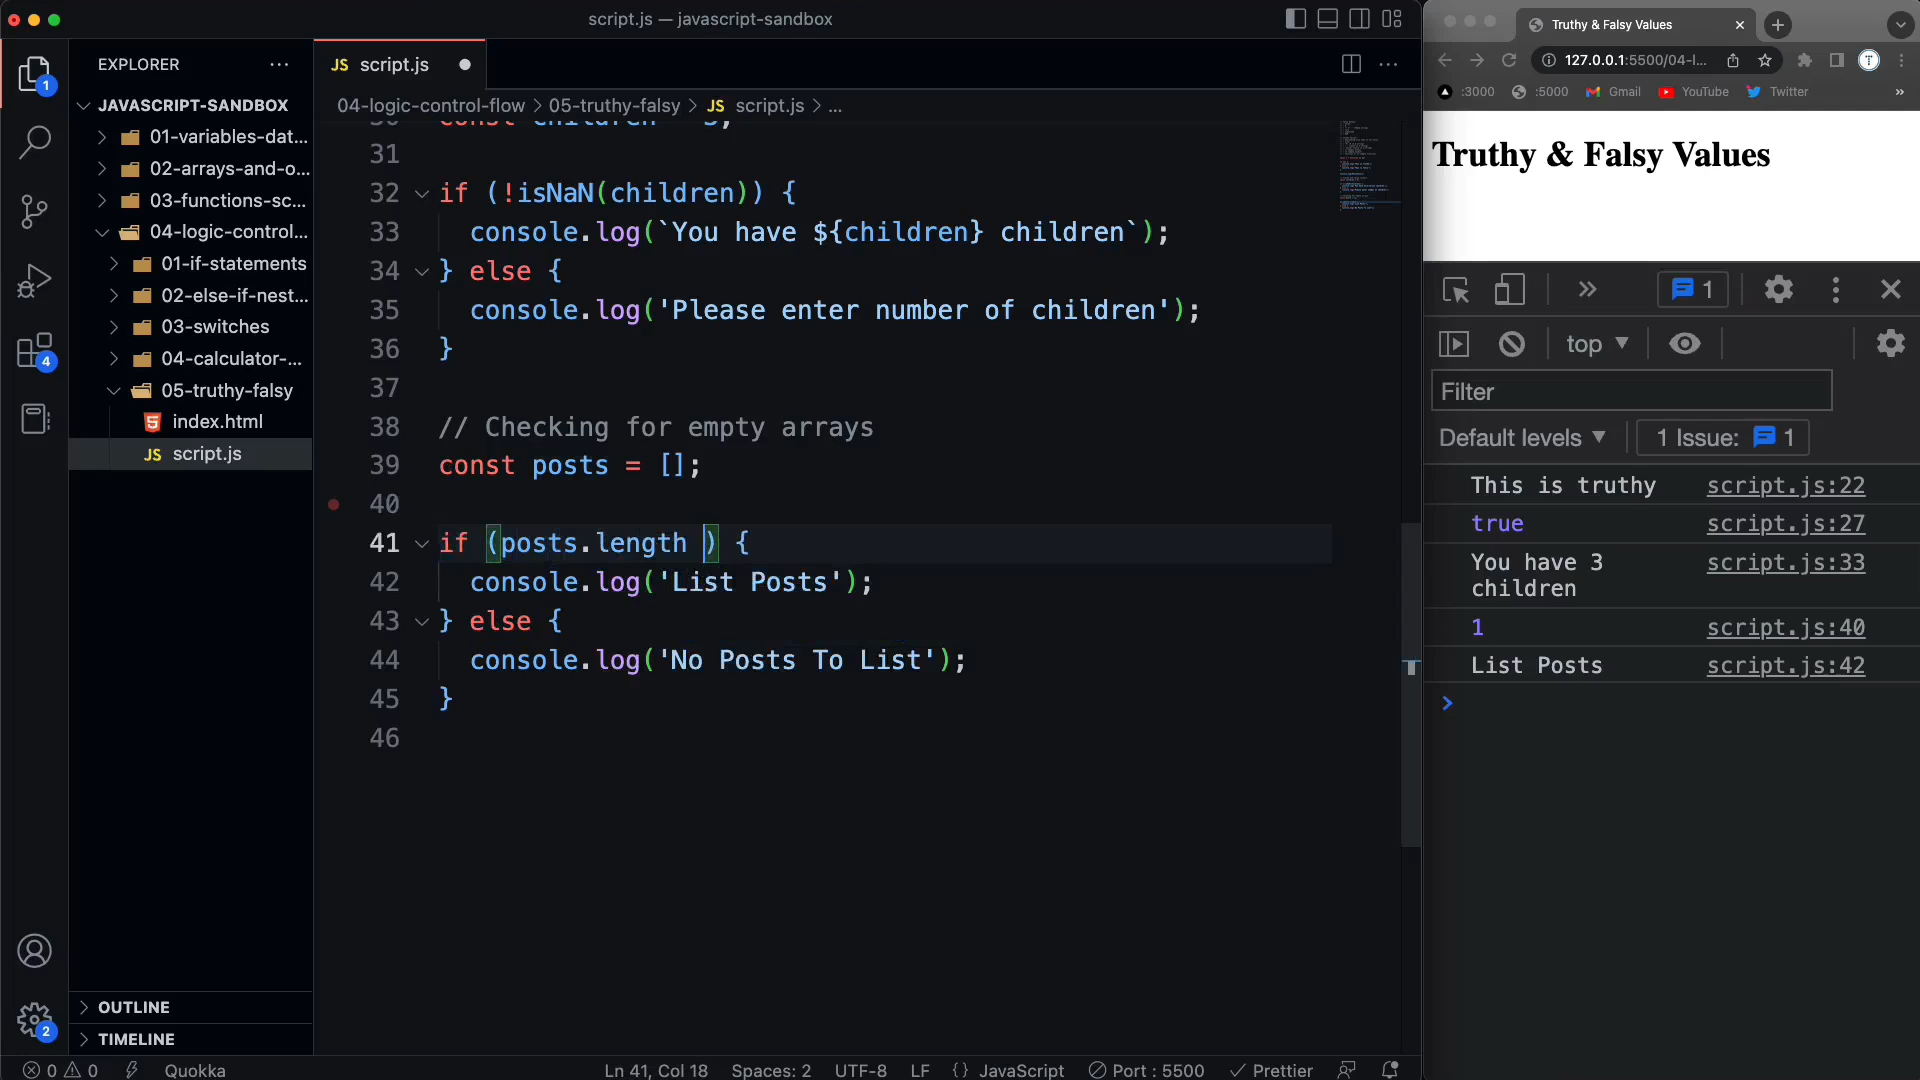 script.js — javascript-sandbox
EXPLORER
JAVASCRIPT-SANDBOX
01-variables-dat...
02-arrays-and-o...
03-functions-sc...
04-logic-control...
01-if-statements
02-else-if-nest...
03-switches
04-calculator-...
05-truthy-falsy
index.html
JS script.js
OUTLINE
TIMELINE
1
4
2
JS script.js
04-logic-control-flow > 05-truthy-falsy > JS script.js > ...
31
32 if (!isNaN(children)) {
33 console.log(`You have ${children} children`);
34 } else {
35 console.log('Please enter number of children');
36 }
37
38 // Checking for empty arrays
39 const posts = [];
40
41 if (posts.length ) {
42 console.log('List Posts');
43 } else {
44 console.log('No Posts To List');
45 }
46
0 0 Quokka Ln 41, Col 18 Spaces: 2 UTF-8 LF {} JavaScript Port : 5500 Prettier
Truthy & Falsy Values
127.0.0.1:5500/04-l...
T
:3000 :5000 Gmail YouTube Twitter »
Truthy & Falsy Values
1
top
Filter
Default levels 1 Issue: 1
This is truthy script.js:22
true script.js:27
You have 3 children script.js:33
1 script.js:40
List Posts script.js:42